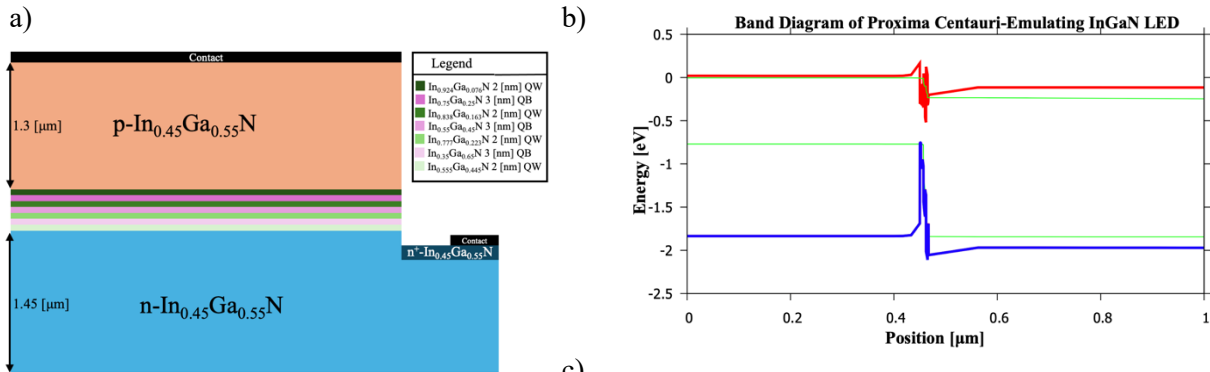 a)
Contact
1.3 [μm]
p-In0.45Ga0.55N
Legend
In0.924Ga0.076N 2 [nm] QW
In0.75Ga0.25N 3 [nm] QB
In0.838Ga0.163N 2 [nm] QW
In0.55Ga0.45N 3 [nm] QB
In0.777Ga0.223N 2 [nm] QW
In0.35Ga0.65N 3 [nm] QB
In0.555Ga0.445N 2 [nm] QW
Contact
n+-In0.45Ga0.55N
1.45 [μm]
n-In0.45Ga0.55N
b)
Band Diagram of Proxima Centauri-Emulating InGaN LED
0.5
0
-0.5
-1
-1.5
-2
-2.5
Energy [eV]
0 0.2 0.4 0.6 0.8 1
Position [μm]
c)